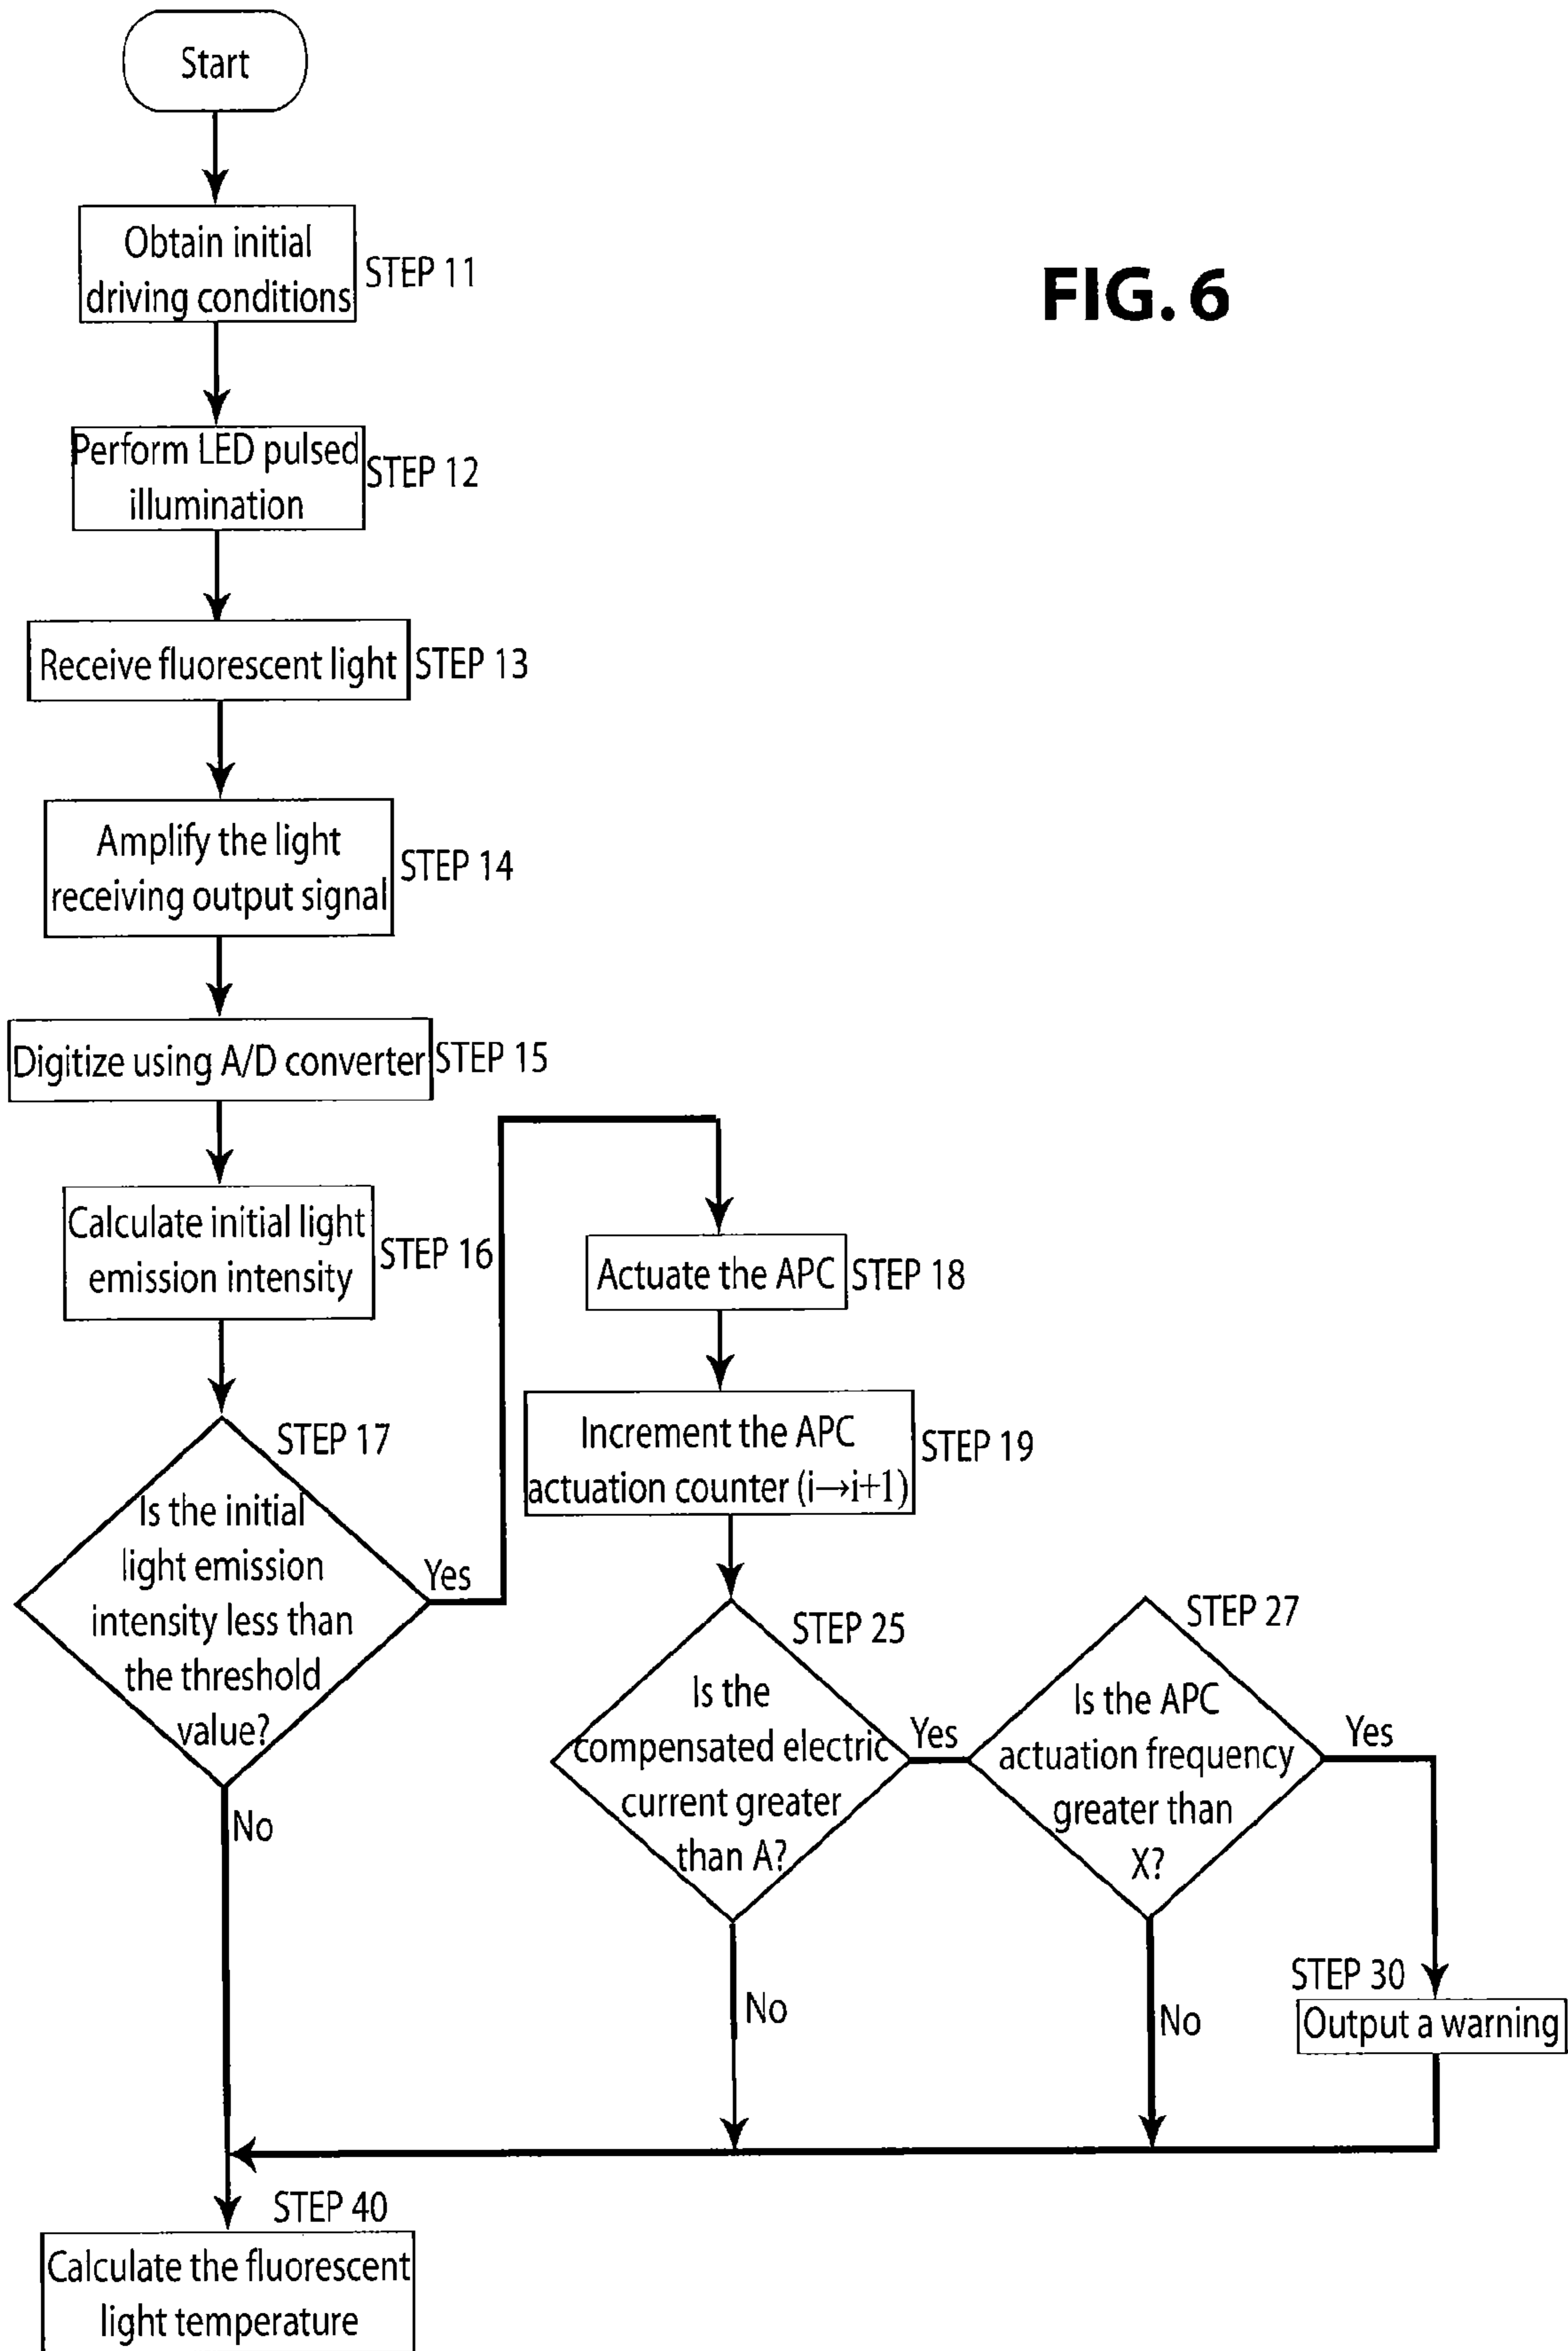 Start
FIG. 6
Obtain initial
driving conditions
STEP 11
Perform LED pulsed
illumination
STEP 12
Receive fluorescent light
STEP 13
Amplify the light
receiving output signal
STEP 14
Digitize using A/D converter
STEP 15
Calculate initial light
emission intensity
STEP 16
STEP 17
Is the initial
light emission
intensity less than
the threshold
value?
Yes
No
Actuate the APC
STEP 18
Increment the APC
actuation counter (i→i+1)
STEP 19
STEP 25
Is the
compensated electric
current greater
than A?
Yes
No
STEP 27
Is the APC
actuation frequency
greater than
X?
Yes
No
STEP 30
Output a warning
STEP 40
Calculate the fluorescent
light temperature